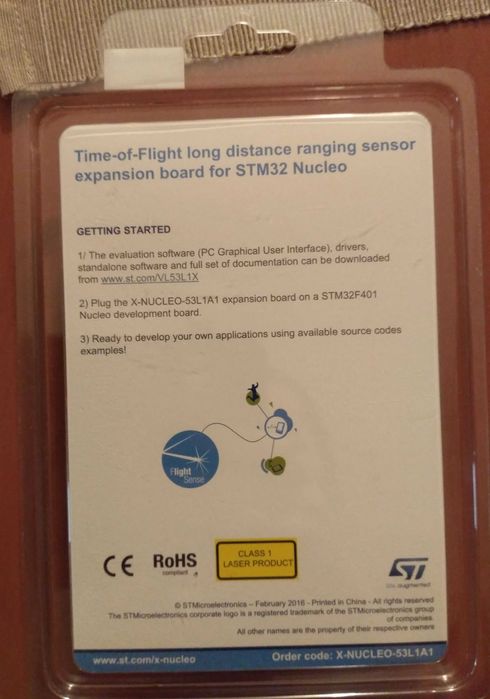 Time-of-Flight long distance ranging sensor
expansion board for STM32 Nucleo
GETTING STARTED
1/ The evaluation software (PC Graphical User Interface), drivers,
standalone software and full set of documentation can be downloaded
from www.st.com/VL53L1X
2) Plug the X-NUCLEO-53L1A1 expansion board on a STM32F401
Nucleo development board.
3) Ready to develop your own applications using available source codes
examples!
Flight
Sense
CE
RoHS
compliant
CLASS 1
LASER PRODUCT
ST
life.augmented
© STMicroelectronics – February 2016 - Printed in China - All rights reserved
The STMicroelectronics corporate logo is a registered trademark of the STMicroelectronics group
of companies.
All other names are the property of their respective owners
www.st.com/x-nucleo
Order code: X-NUCLEO-53L1A1